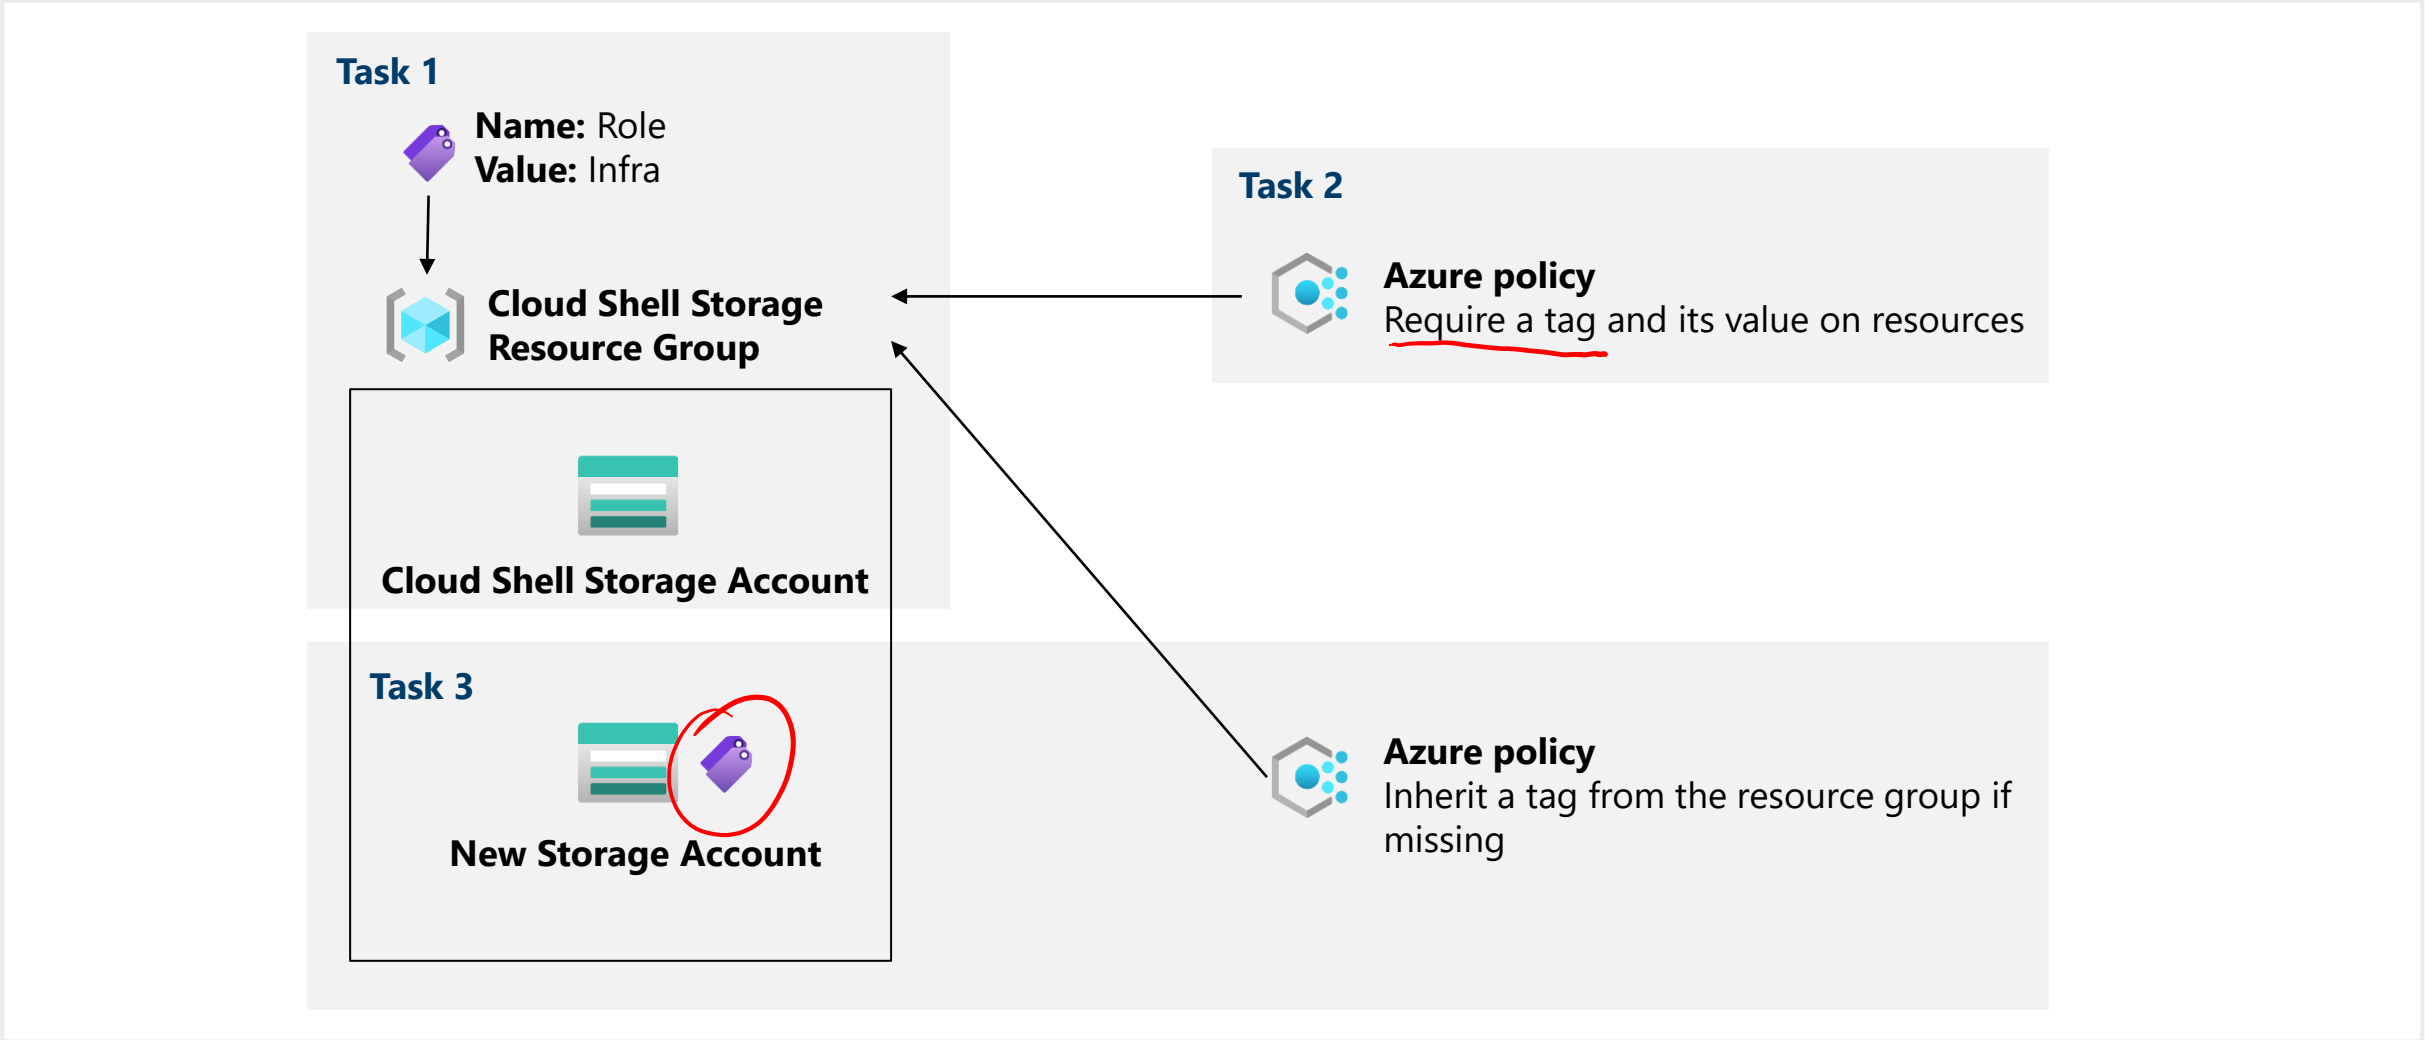 Task 1
Name: Role
Value: Infra
Cloud Shell Storage
Resource Group
Cloud Shell Storage Account
Task 2
Azure policy
Require a tag and its value on resources
Task 3
New Storage Account
Azure policy
Inherit a tag from the resource group if
missing